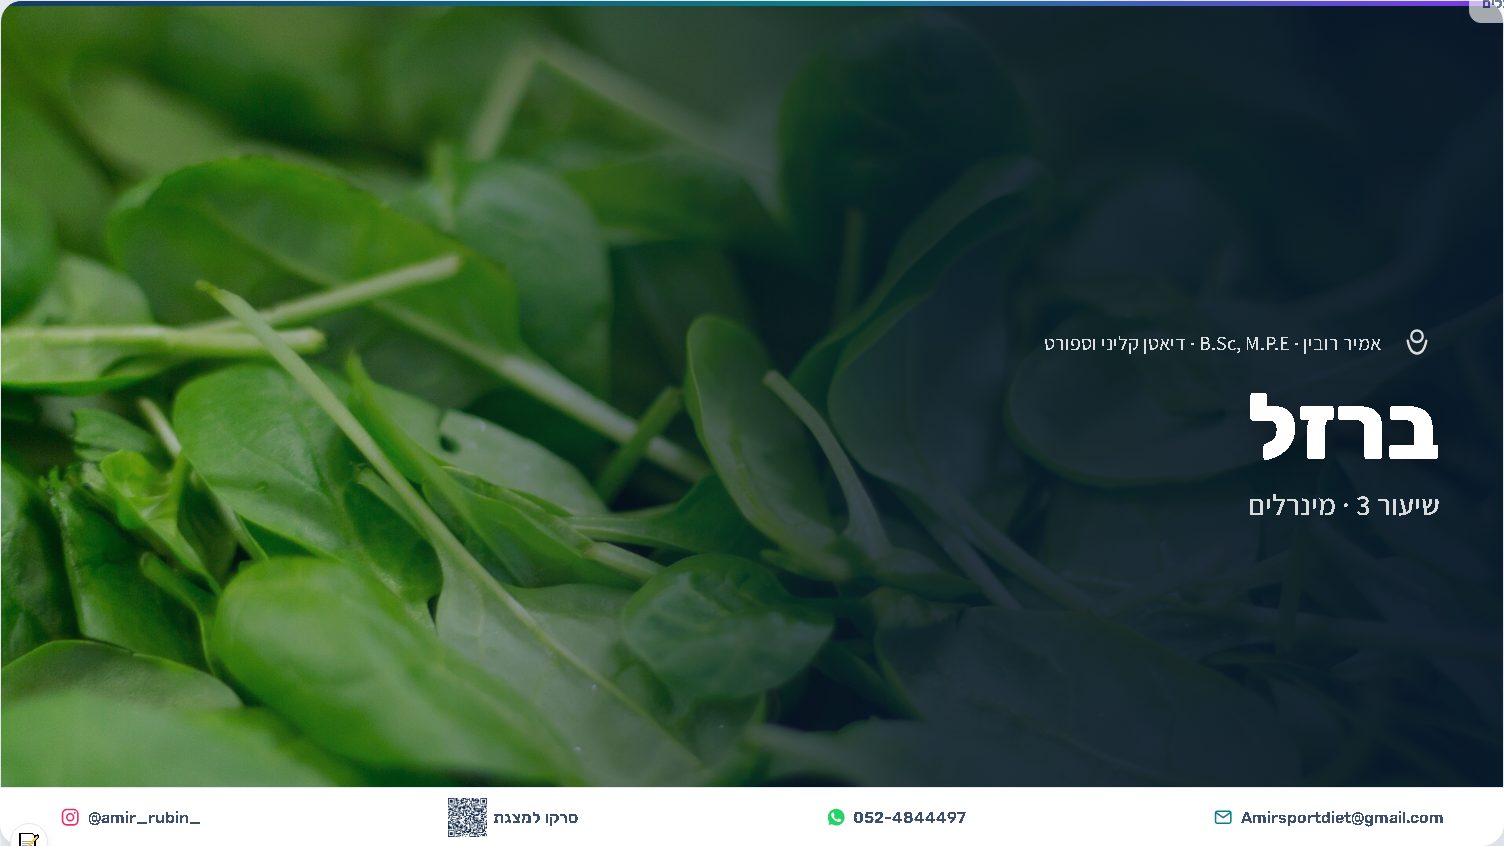 אמיר רובין · B.Sc, M.P.E · דיאטן קליני וספורט
ברזל
שיעור 3 · מינרלים
Amirsportdiet@gmail.com
052-4844497
סרקו למצגת
@amir_rubin_